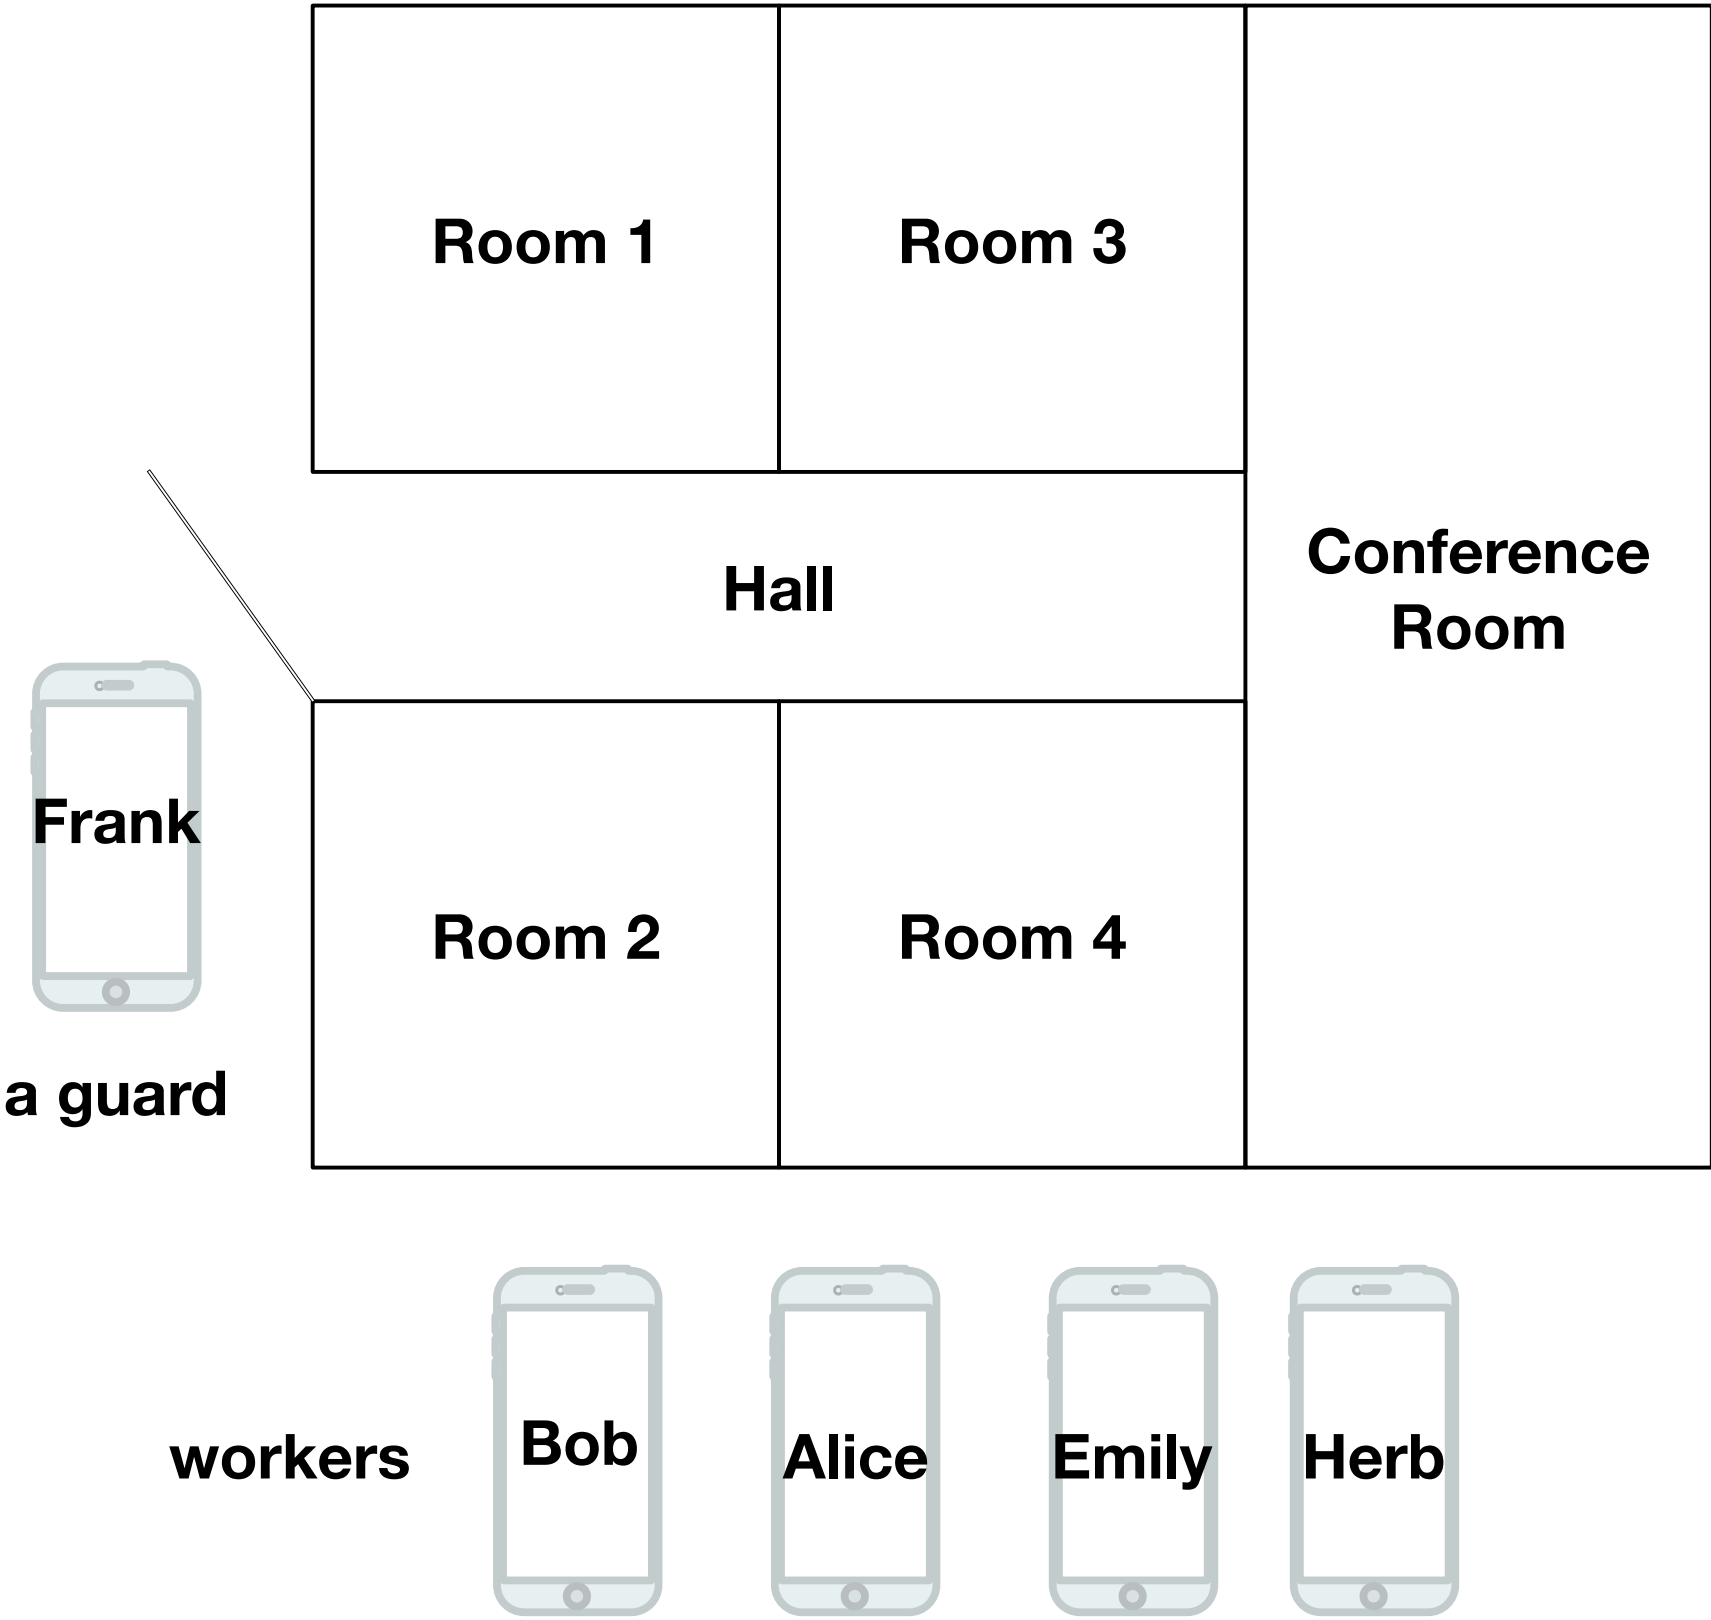 Room 1
Room 3
Conference
Room
Hall
Frank
Room 2
Room 4
a guard
workers
Bob
Alice
Emily
Herb